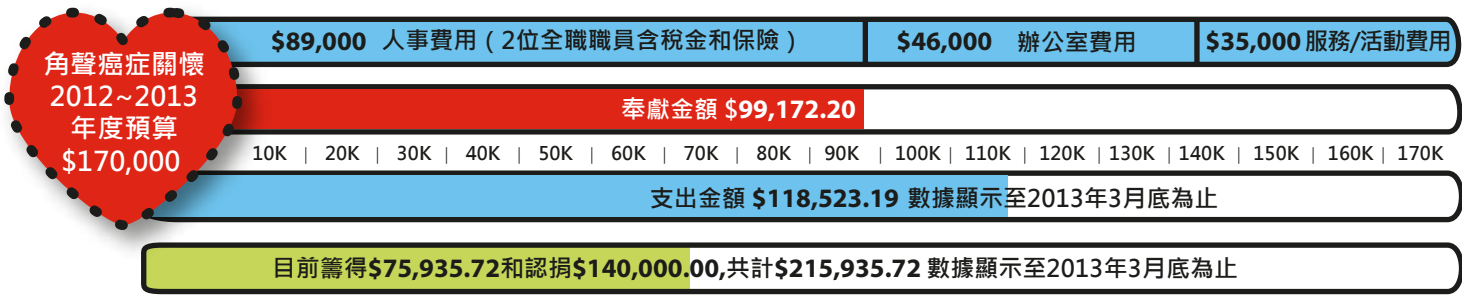 角聲癌症關懷
2012~2013
年度預算
$170,000
$89,000 人事費用（2位全職職員含稅金和保險）
$46,000 辦公室費用
$35,000 服務/活動費用
奉獻金額 $99,172.20
10K | 20K | 30K | 40K | 50K | 60K | 70K | 80K | 90K | 100K | 110K | 120K | 130K | 140K | 150K | 160K | 170K
支出金額 $118,523.19 數據顯示至2013年3月底為止
目前籌得$75,935.72和認捐$140,000.00,共計$215,935.72 數據顯示至2013年3月底為止